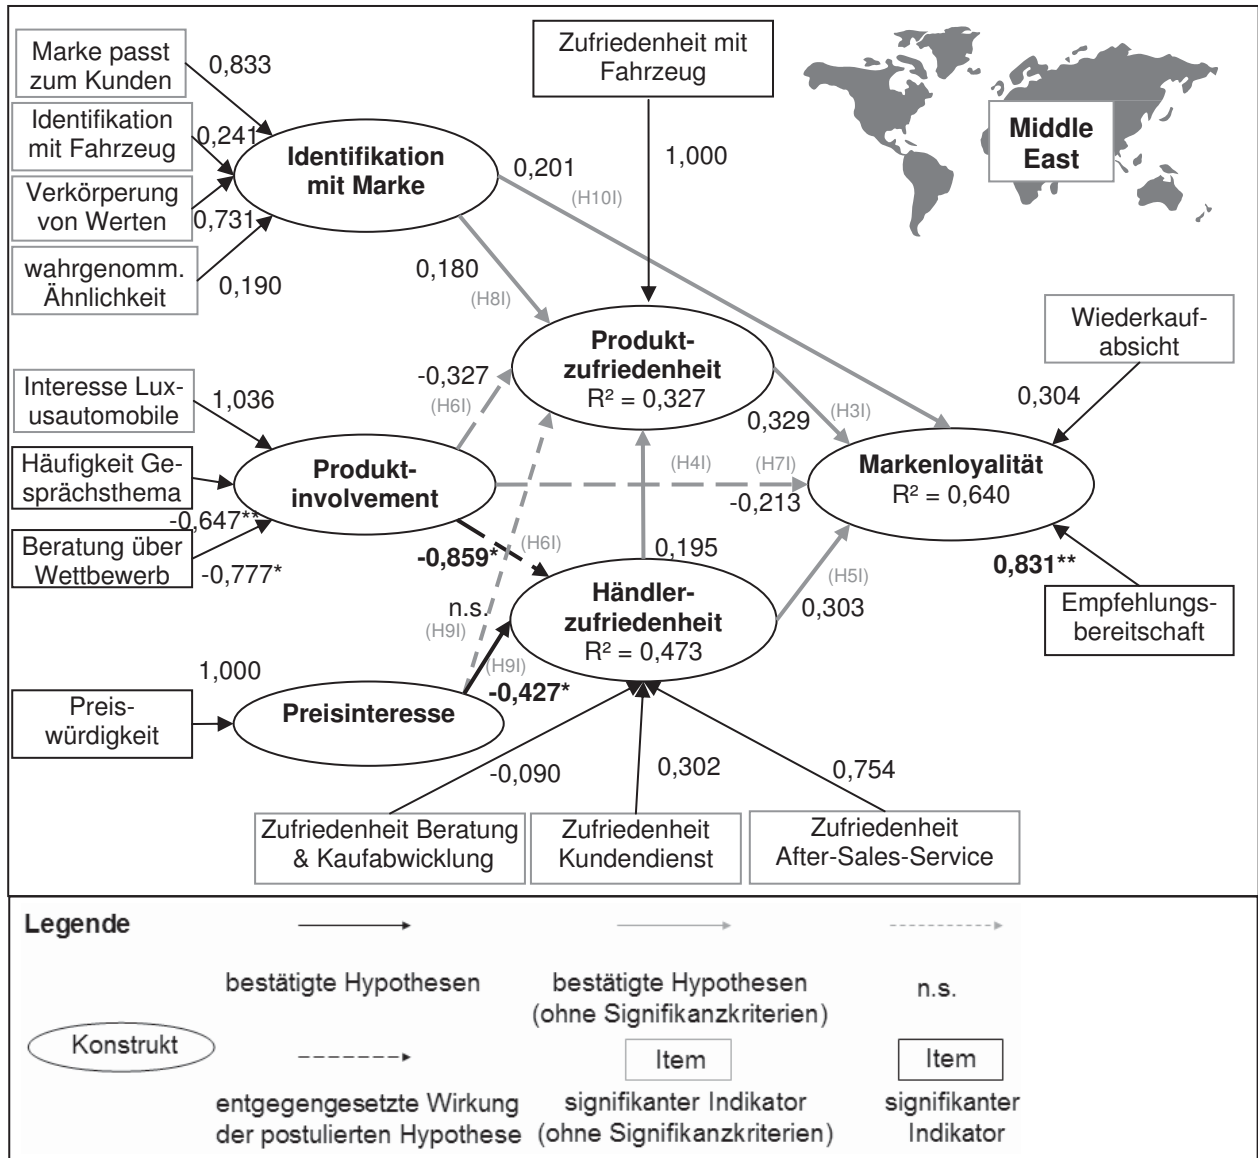 Marke passt
zum Kunden
0,833
Identifikation
mit Fahrzeug
0,241
Verkörperung
von Werten
0,731
wahrgenomm.
Ähnlichkeit
0,190
Identifikation
mit Marke
0,201
(H10I)
0,180
(H8I)
Zufriedenheit mit
Fahrzeug
1,000
Middle
East
Produkt-
zufriedenheit
R² = 0,327
Wiederkauf-
absicht
0,304
Interesse Lux-
usautomobile
1,036
Häufigkeit Ge-
sprächsthema
-0,647**
Beratung über
Wettbewerb
-0,777*
Produkt-
involvement
-0,327
(H6I)
0,329
(H3I)
(H4I)
(H7I)
-0,213
Markenloyalität
R² = 0,640
-0,859*
(H6I)
0,195
Händler-
zufriedenheit
R² = 0,473
(H5I)
0,303
0,831**
Empfehlungs-
bereitschaft
n.s.
(H9I)
(H9I)
-0,427*
1,000
Preis-
würdigkeit
Preisinteresse
-0,090
0,302
0,754
Zufriedenheit Beratung
& Kaufabwicklung
Zufriedenheit
Kundendienst
Zufriedenheit
After-Sales-Service
Legende
bestätigte Hypothesen
bestätigte Hypothesen
(ohne Signifikanzkriterien)
n.s.
Konstrukt
entgegengesetzte Wirkung
der postulierten Hypothese
Item
signifikanter Indikator
(ohne Signifikanzkriterien)
Item
signifikanter
Indikator